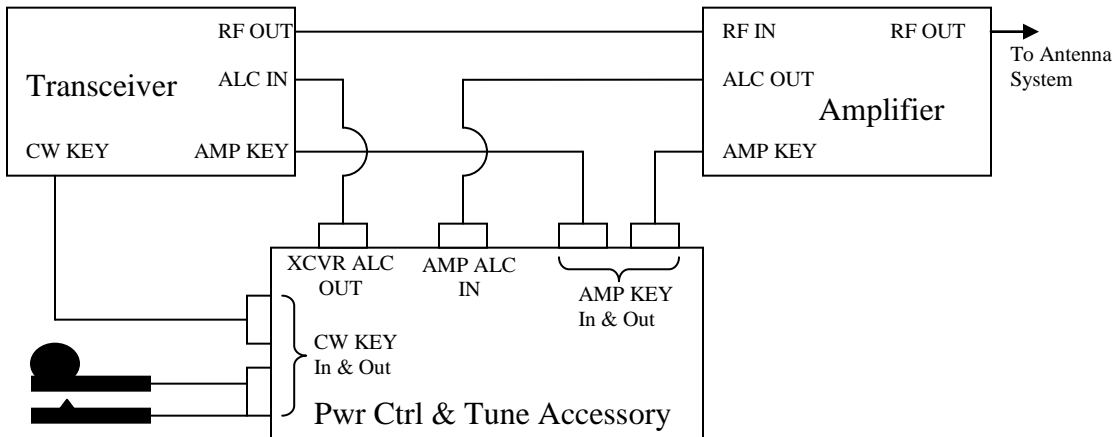 RF OUT
ALC IN
Transceiver
CW KEY
AMP KEY
RF IN
RF OUT
ALC OUT
Amplifier
AMP KEY
To Antenna
System
XCVR ALC
OUT
AMP ALC
IN
AMP KEY
In & Out
CW KEY
In & Out
Pwr Ctrl & Tune Accessory